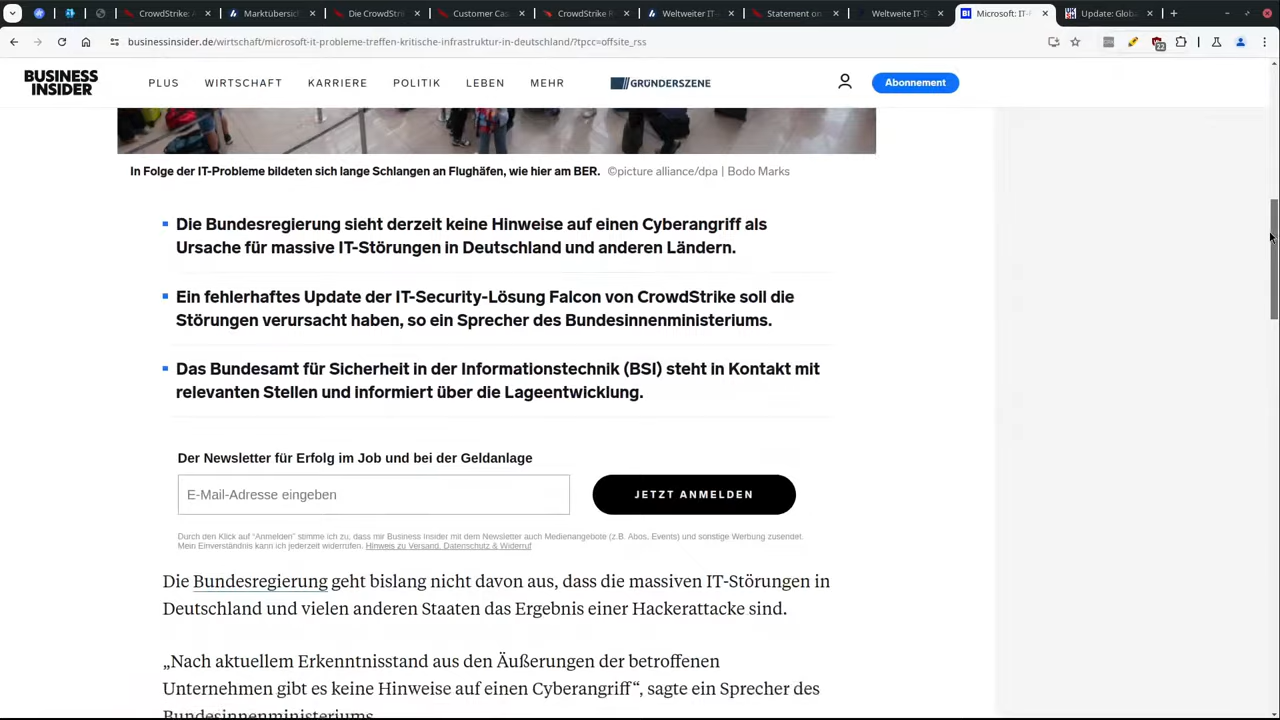 CrowdStrike:
Marktübersic
Die CrowdStri
Customer Cas
CrowdStrike R
Weltweiter IT-
Statement on
Weltweite IT-S
Microsoft: IT-F
Update: Globa
businessinsider.de/wirtschaft/microsoft-it-probleme-treffen-kritische-infrastruktur-in-deutschland/?tpcc=offsite_rss
22
BUSINESS
INSIDER
PLUS WIRTSCHAFT KARRIERE POLITIK LEBEN MEHR GRÜNDERSZENE Abonnement
In Folge der IT-Probleme bildeten sich lange Schlangen an Flughäfen, wie hier am BER. ©picture alliance/dpa | Bodo Marks
Die Bundesregierung sieht derzeit keine Hinweise auf einen Cyberangriff als
Ursache für massive IT-Störungen in Deutschland und anderen Ländern.
Ein fehlerhaftes Update der IT-Security-Lösung Falcon von CrowdStrike soll die
Störungen verursacht haben, so ein Sprecher des Bundesinnenministeriums.
Das Bundesamt für Sicherheit in der Informationstechnik (BSI) steht in Kontakt mit
relevanten Stellen und informiert über die Lageentwicklung.
Der Newsletter für Erfolg im Job und bei der Geldanlage
E-Mail-Adresse eingeben
JETZT ANMELDEN
Durch den Klick auf "Anmelden" stimme ich zu, dass mir Business Insider mit dem Newsletter auch Medienangebote (z.B. Abos, Events) und sonstige Werbung zusendet.
Mein Einverständnis kann ich jederzeit widerrufen. Hinweis zu Versand, Datenschutz & Widerruf
Die Bundesregierung geht bislang nicht davon aus, dass die massiven IT-Störungen in
Deutschland und vielen anderen Staaten das Ergebnis einer Hackerattacke sind.
„Nach aktuellem Erkenntnisstand aus den Äußerungen der betroffenen
Unternehmen gibt es keine Hinweise auf einen Cyberangriff“, sagte ein Sprecher des
Bundesinnenministeriums.